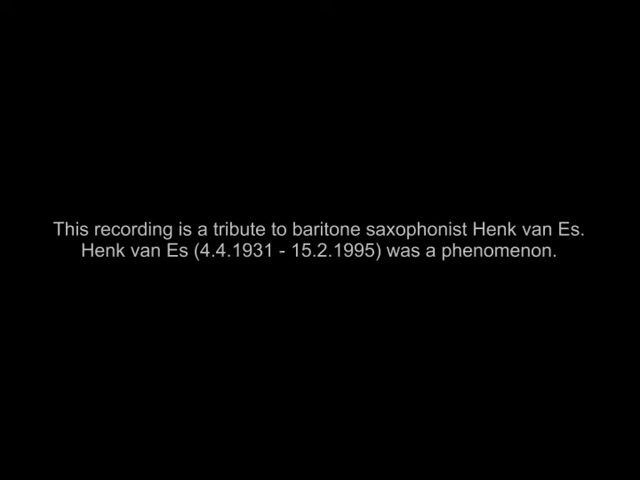 This recording is a tribute to baritone saxophonist Henk van Es.
Henk van Es (4.4.1931 - 15.2.1995) was a phenomenon.